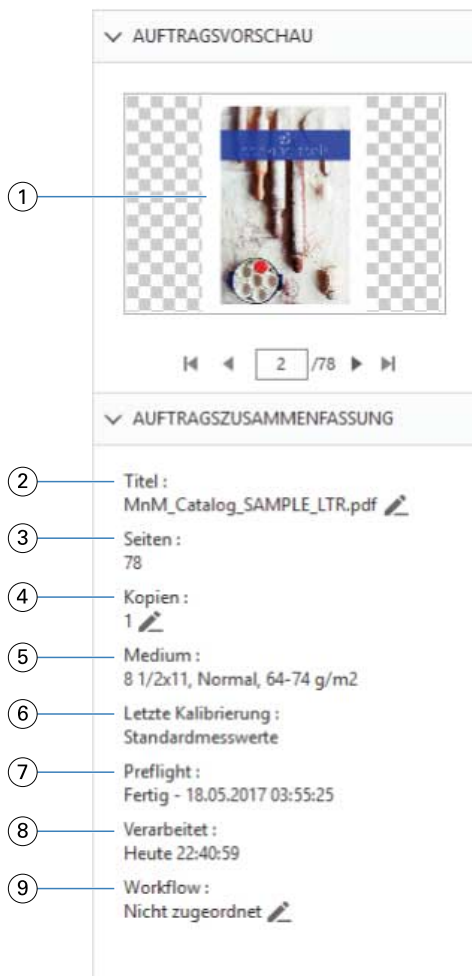 AUFTRAGSVORSCHAU
1
2 /78
AUFTRAGSZUSAMMENFASSUNG
2 Titel :
MnM_Catalog_SAMPLE_LTR.pdf
3 Seiten :
78
4 Kopien :
1
5 Medium :
8 1/2x11, Normal, 64-74 g/m2
6 Letzte Kalibrierung :
Standardmesswerte
7 Preflight :
Fertig - 18.05.2017 03:55:25
8 Verarbeitet :
Heute 22:40:59
9 Workflow :
Nicht zugeordnet